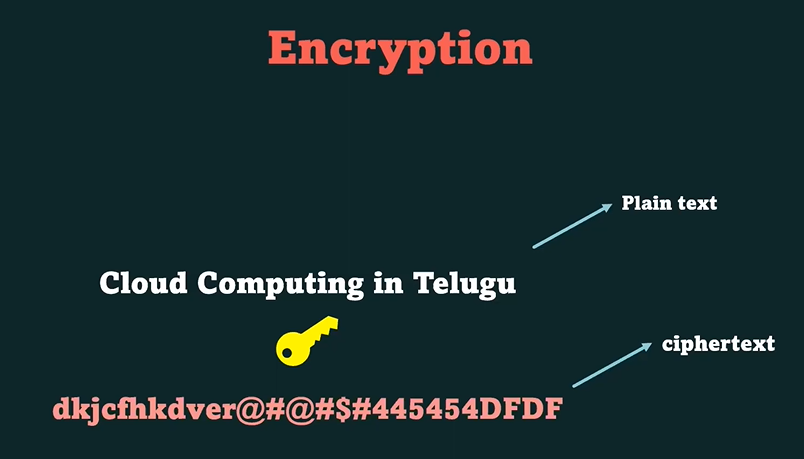 Encryption
Plain text
Cloud Computing in Telugu
ciphertext
dkjcfhkdver@#@#$#445454DFDF